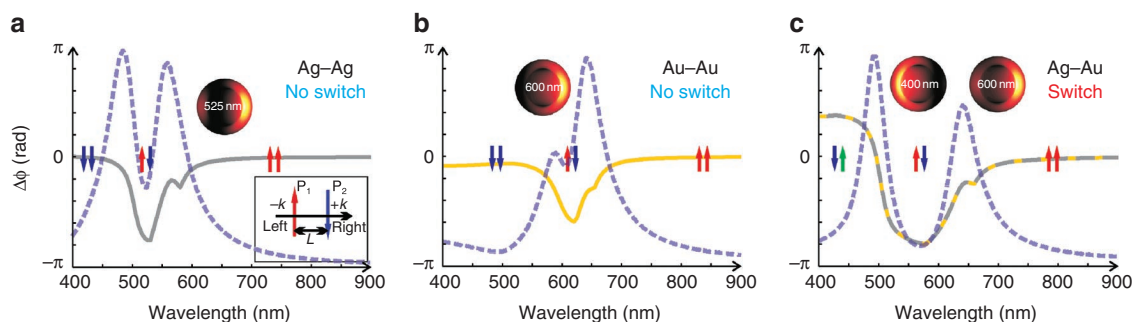 a
π
0
−π
Δϕ (rad)
Ag–Ag
No switch
525 nm
P1
P2
−k
+k
Left
Right
L
400 500 600 700 800 900
Wavelength (nm)
b
π
0
−π
Au–Au
No switch
600 nm
400 500 600 700 800 900
Wavelength (nm)
c
π
0
−π
Ag–Au
Switch
400 nm
600 nm
400 500 600 700 800 900
Wavelength (nm)